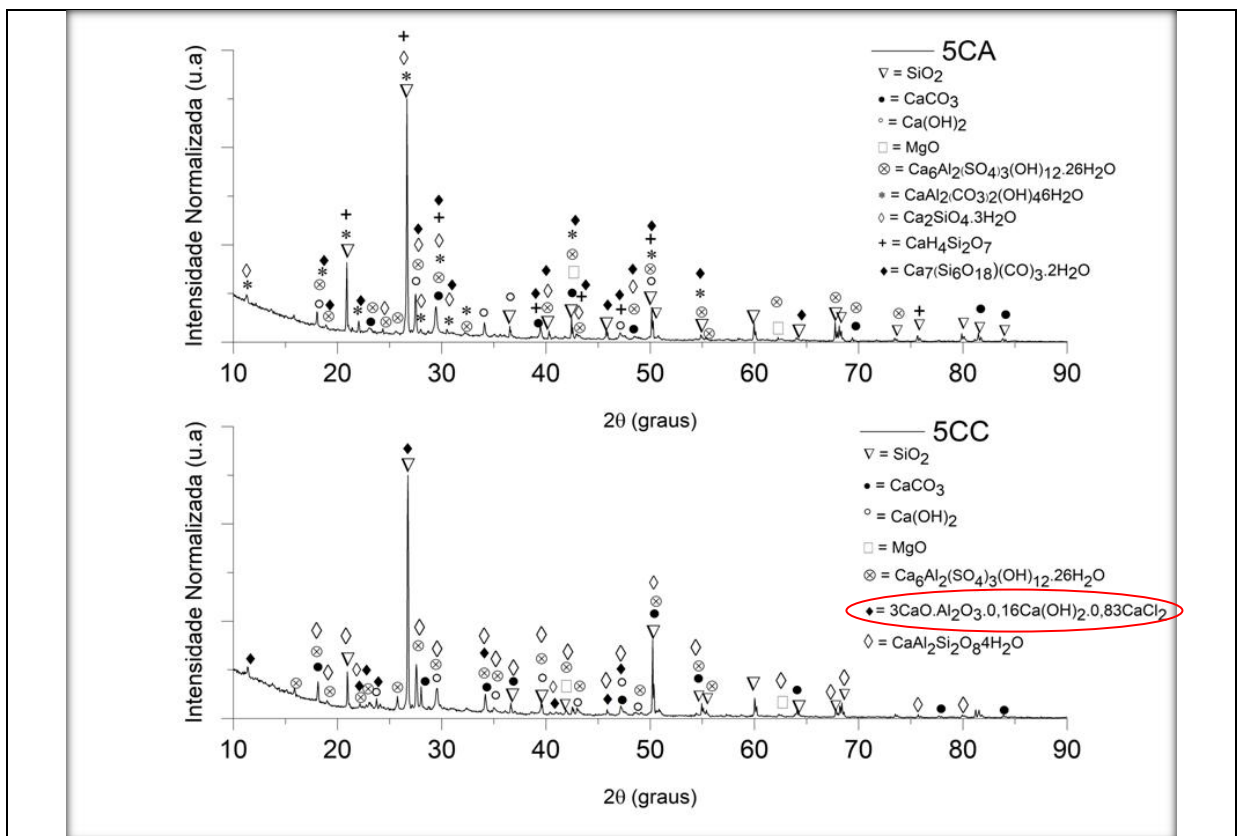 Intensidade Normalizada (u.a)
5CA
▽ = SiO2
● = CaCO3
○ = Ca(OH)2
□ = MgO
⊗ = Ca6Al2(SO4)3(OH)12.26H2O
* = CaAl2(CO3)2(OH)46H2O
◊ = Ca2SiO4.3H2O
+ = CaH4Si2O7
♦ = Ca7(Si6O18)(CO)3.2H2O
10 20 30 40 50 60 70 80 90
2θ (graus)
Intensidade Normalizada (u.a)
5CC
▽ = SiO2
● = CaCO3
○ = Ca(OH)2
□ = MgO
⊗ = Ca6Al2(SO4)3(OH)12.26H2O
♦= 3CaO.Al2O3.0,16Ca(OH)2.0,83CaCl2
◊ = CaAl2Si2O84H2O
10 20 30 40 50 60 70 80 90
2θ (graus)